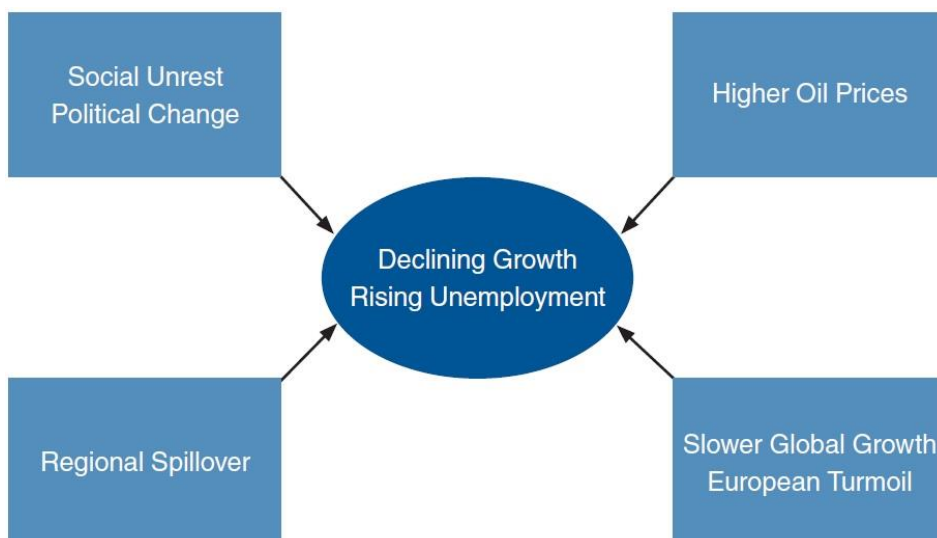 Social Unrest
Political Change
Higher Oil Prices
Declining Growth
Rising Unemployment
Regional Spillover
Slower Global Growth
European Turmoil